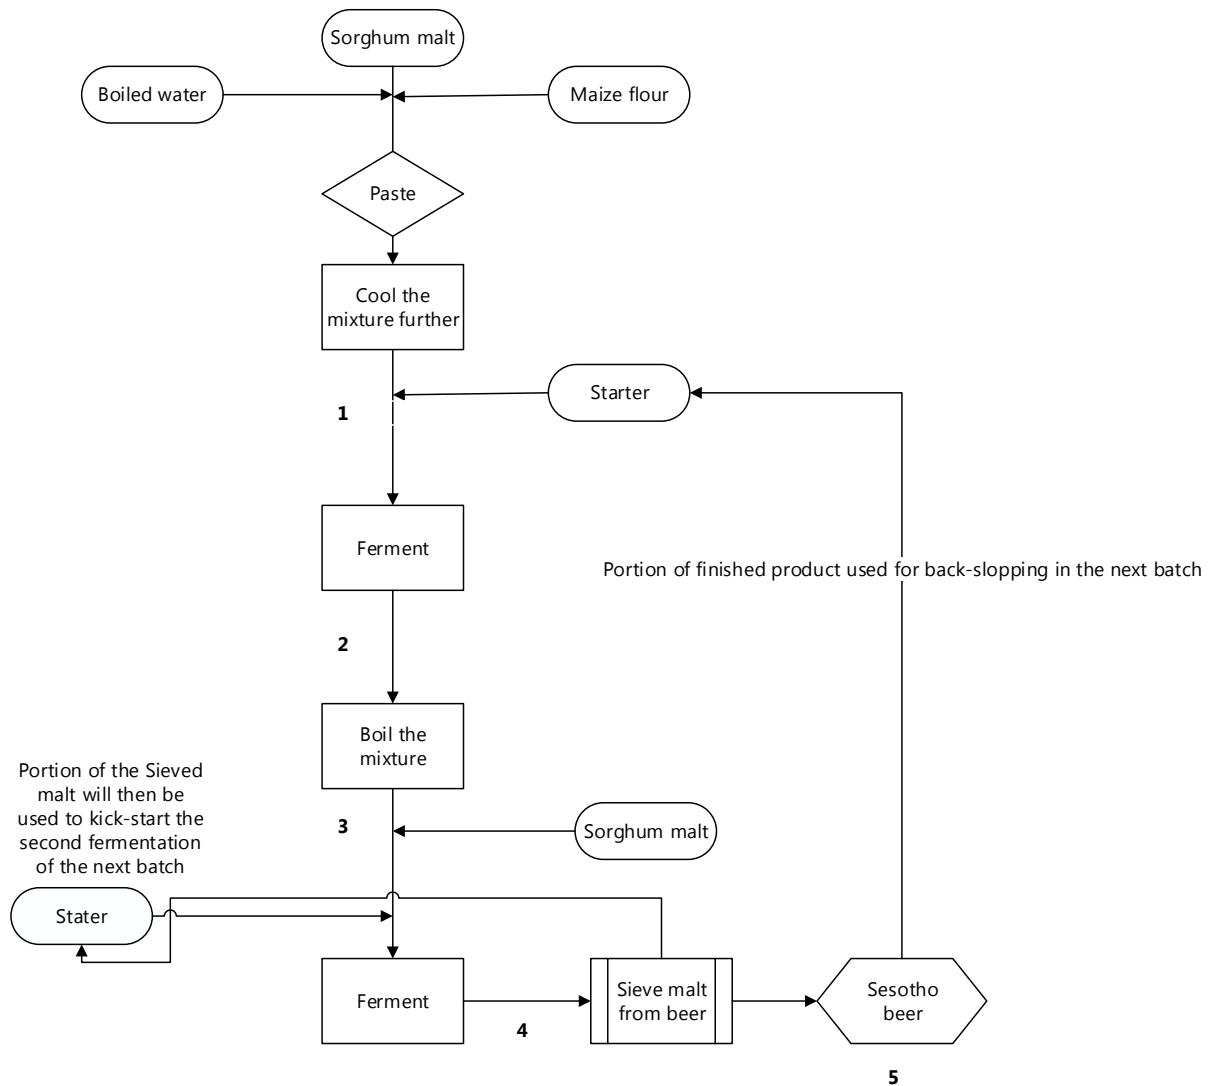 Sorghum malt
Boiled water
Maize flour
Paste
Cool the
mixture further
Starter
1
Ferment
Portion of finished product used for back-slopping in the next batch
2
Boil the
mixture
Portion of the Sieved
malt will then be
used to kick-start the
second fermentation
of the next batch
3
Sorghum malt
Stater
Ferment
4
Sieve malt
from beer
Sesotho
beer
5